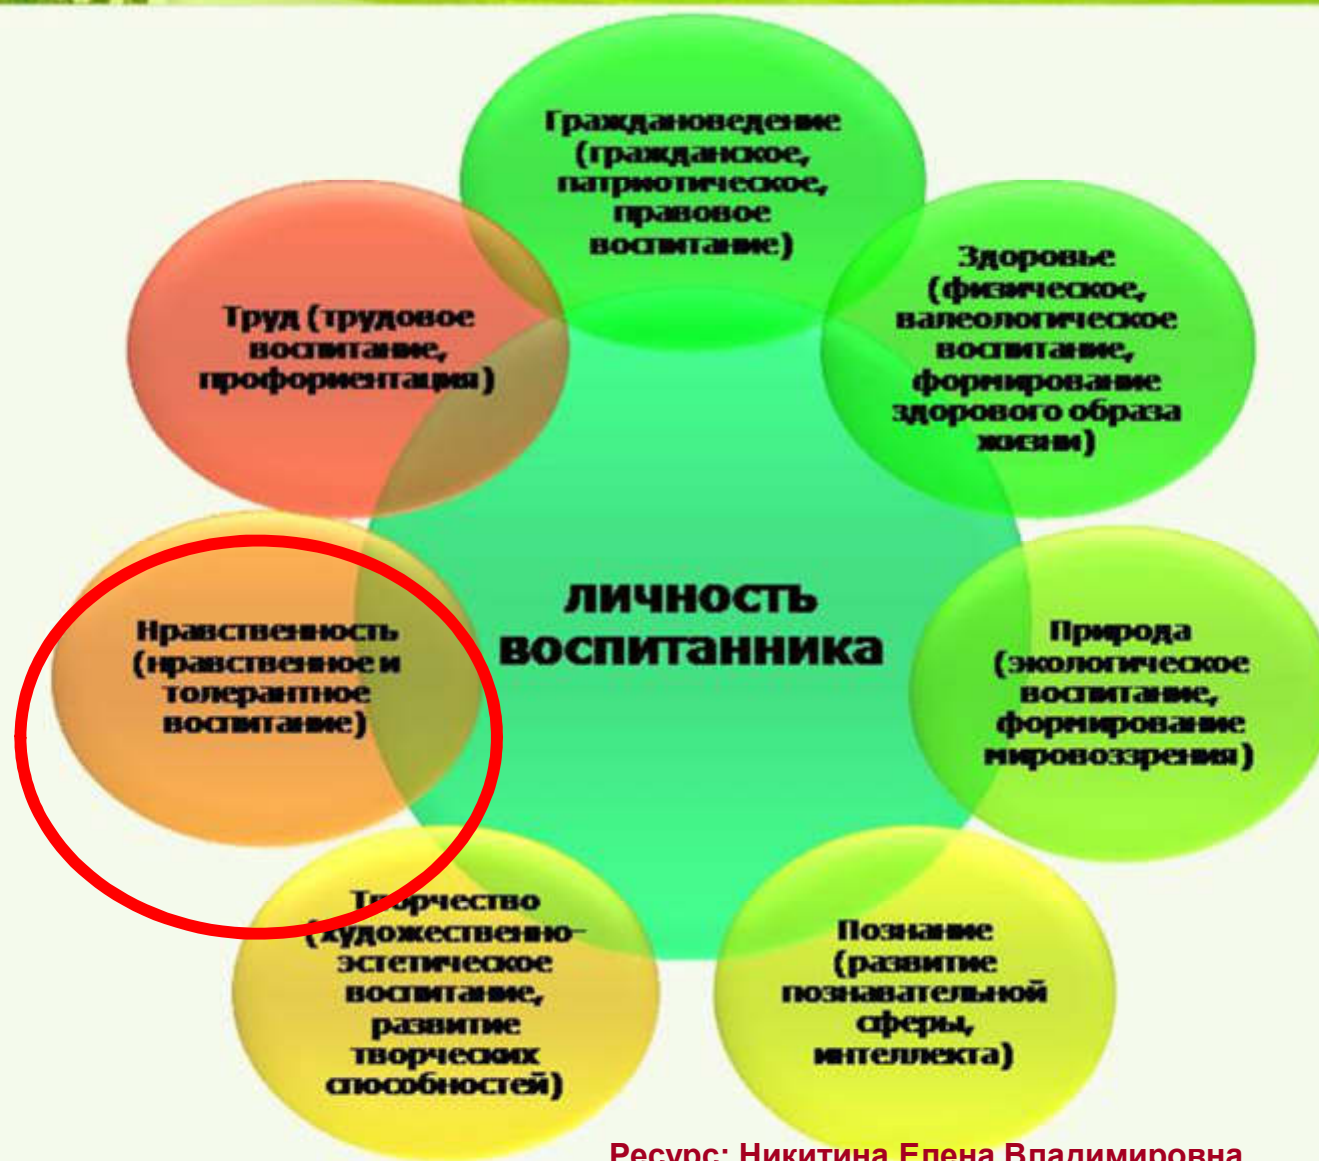 Граждановедение
(гражданское,
патриотическое,
правовое
воспитание)
Здоровье
(физическое,
валеологическое
воспитание,
формирование
здорового образа
жизни)
Природа
(экологическое
воспитание,
формирование
мировоззрения)
Познание
(развитие
познавательной
сферы,
интеллекта)
Творчество
(художественно-
эстетическое
воспитание,
развитие
творческих
способностей)
Нравственность
(нравственное и
толерантное
воспитание)
Труд (трудовое
воспитание,
профориентация)
личность
воспитанника
Ресурс: Никитина Елена Владимировна